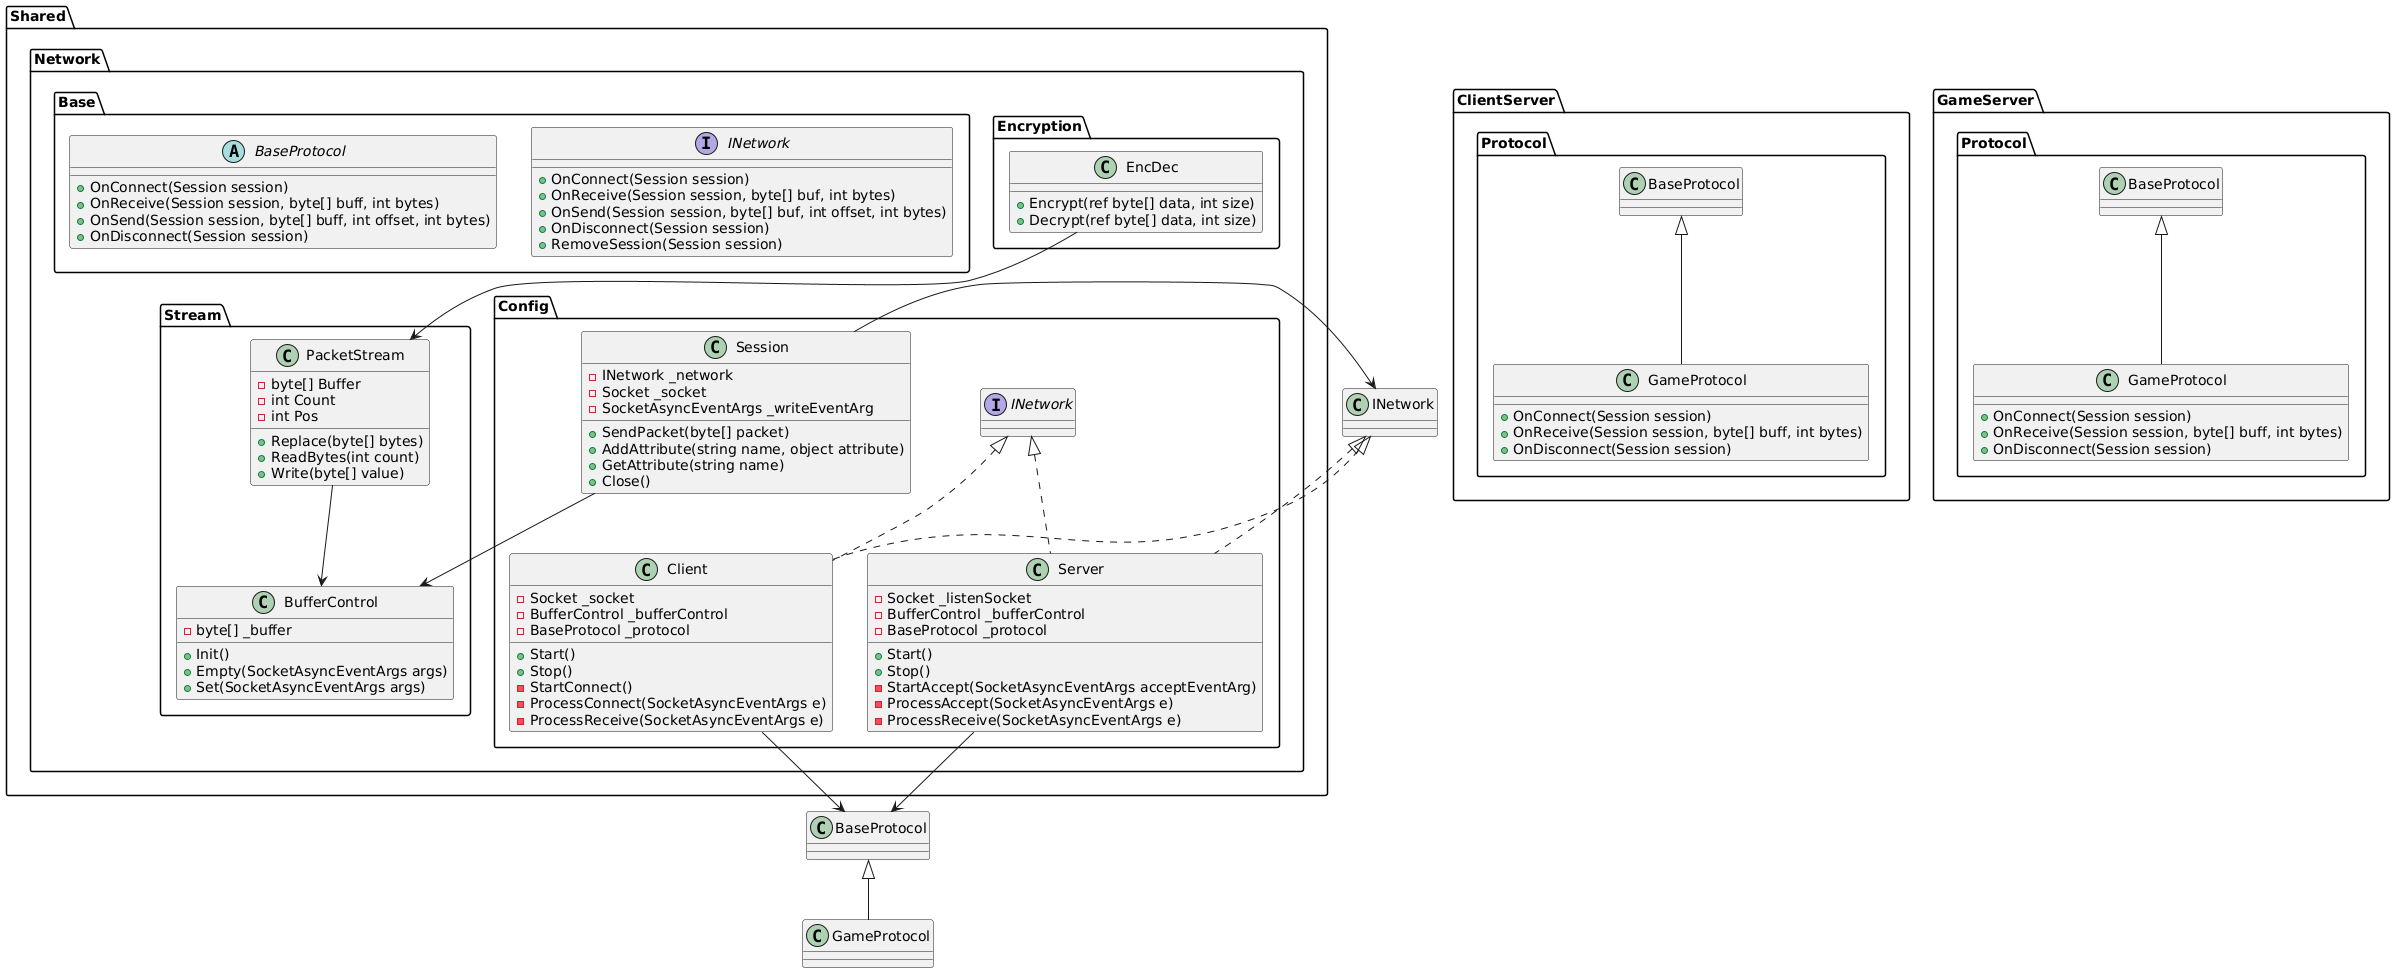 Shared
Network
Base
A BaseProtocol
OnConnect(Session session)
OnReceive(Session session, byte[] buff, int bytes)
OnSend(Session session, byte[] buff, int offset, int bytes)
OnDisconnect(Session session)
I INetwork
OnConnect(Session session)
OnReceive(Session session, byte[] buf, int bytes)
OnSend(Session session, byte[] buf, int offset, int bytes)
OnDisconnect(Session session)
RemoveSession(Session session)
Encryption
C EncDec
Encrypt(ref byte[] data, int size)
Decrypt(ref byte[] data, int size)
Stream
C PacketStream
byte[] Buffer
int Count
int Pos
Replace(byte[] bytes)
ReadBytes(int count)
Write(byte[] value)
C BufferControl
byte[] _buffer
Init()
Empty(SocketAsyncEventArgs args)
Set(SocketAsyncEventArgs args)
Config
C Session
INetwork _network
Socket _socket
SocketAsyncEventArgs _writeEventArg
SendPacket(byte[] packet)
AddAttribute(string name, object attribute)
GetAttribute(string name)
Close()
I INetwork
C Client
Socket _socket
BufferControl _bufferControl
BaseProtocol _protocol
Start()
Stop()
StartConnect()
ProcessConnect(SocketAsyncEventArgs e)
ProcessReceive(SocketAsyncEventArgs e)
C Server
Socket _listenSocket
BufferControl _bufferControl
BaseProtocol _protocol
Start()
Stop()
StartAccept(SocketAsyncEventArgs acceptEventArg)
ProcessAccept(SocketAsyncEventArgs e)
ProcessReceive(SocketAsyncEventArgs e)
C INetwork
C BaseProtocol
C GameProtocol
ClientServer
Protocol
C BaseProtocol
C GameProtocol
OnConnect(Session session)
OnReceive(Session session, byte[] buff, int bytes)
OnDisconnect(Session session)
GameServer
Protocol
C BaseProtocol
C GameProtocol
OnConnect(Session session)
OnReceive(Session session, byte[] buff, int bytes)
OnDisconnect(Session session)